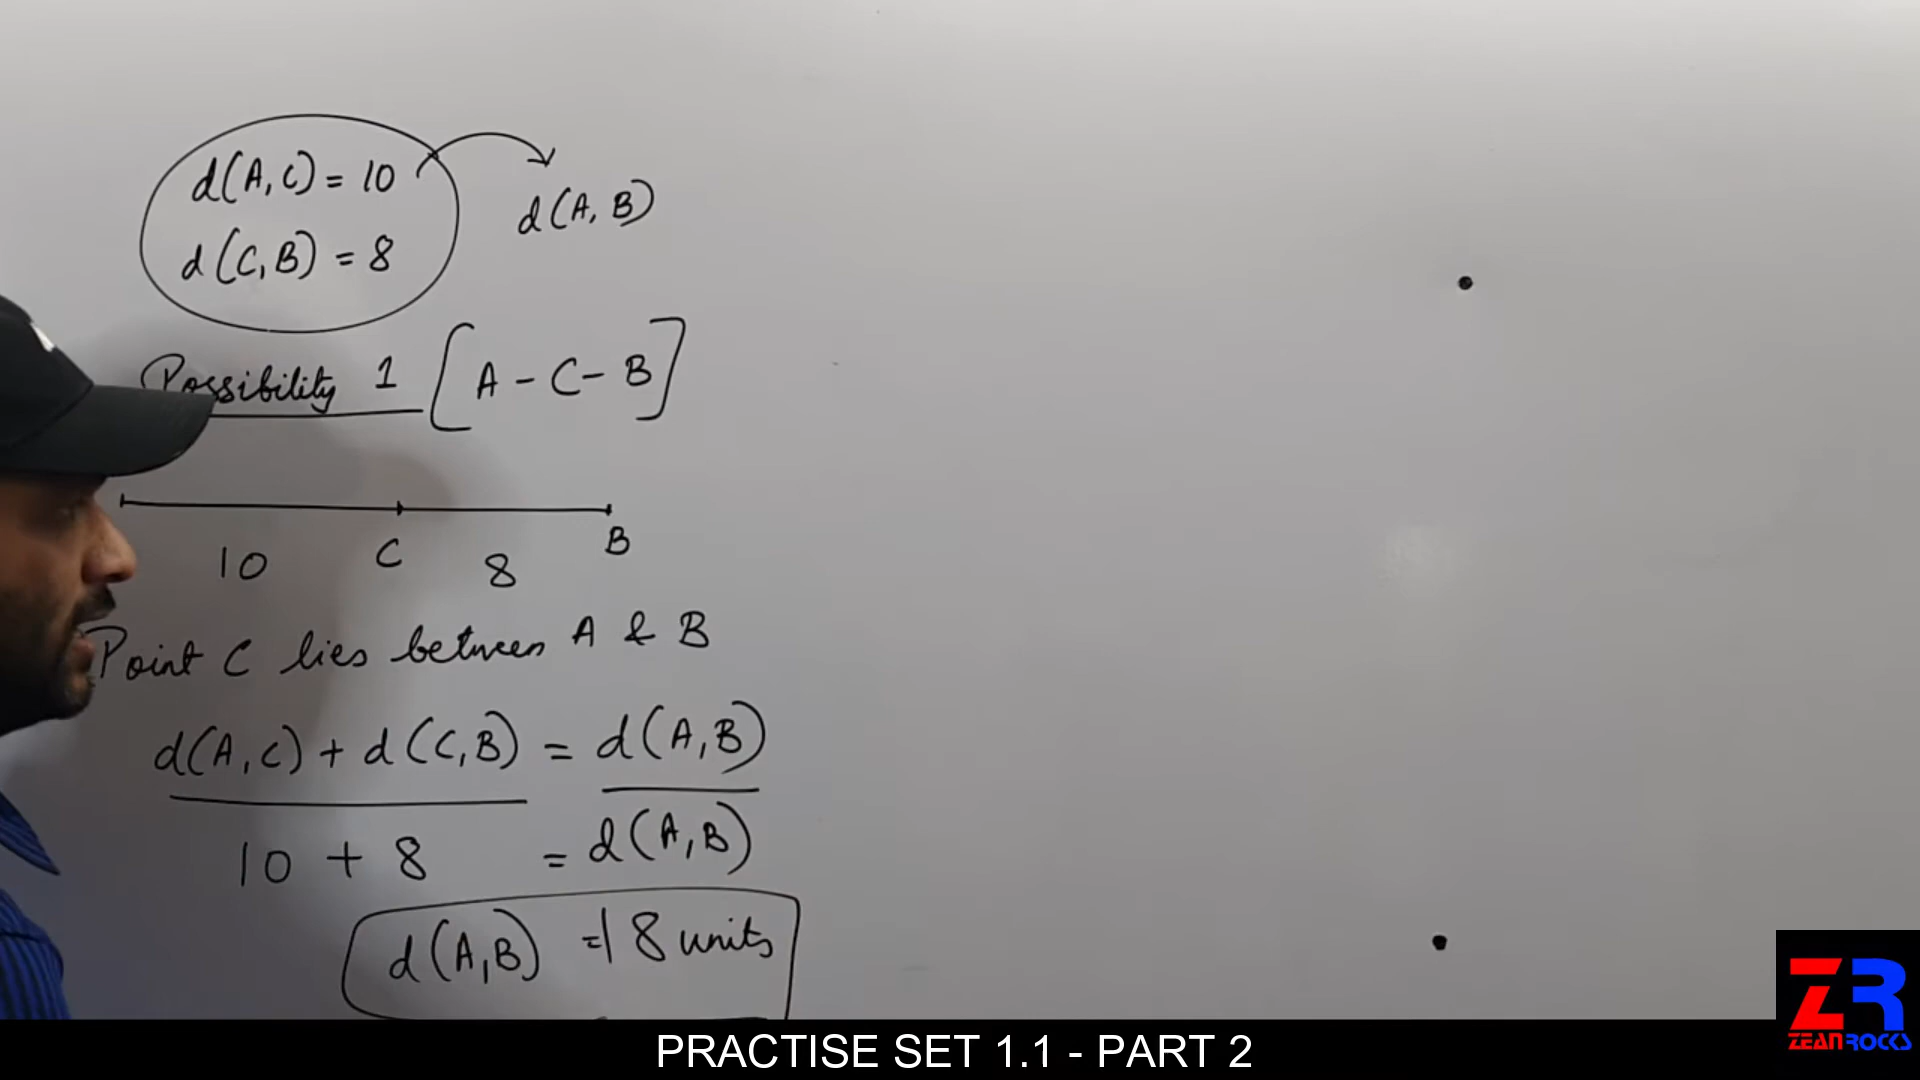 d(A,C) = 10
d(C,B) = 8
d(A,B)
Possibility 1 [A - C - B]
10 C 8 B
Point C lies between A & B
d(A,C) + d(C,B) = d(A,B)
10 + 8 = d(A,B)
d(A,B) = 18 units
PRACTISE SET 1.1 - PART 2
ZR
ZEAN ROCKS